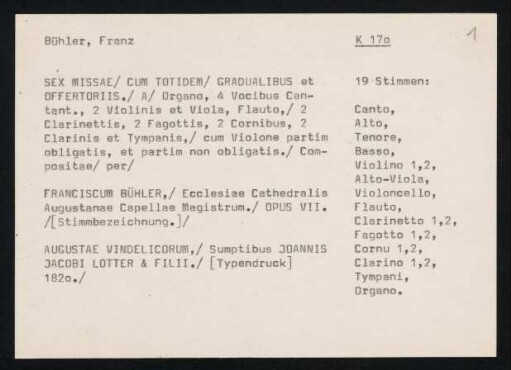 1
Bühler, Franz
K 17o
SEX MISSAE/ CUM TOTIDEM/ GRADUALIBUS et
OFFERTORIIS./ A/ Organo, 4 Vocibus Can-
tant., 2 Violinis et Viola, Flauto,/ 2
Clarinettis, 2 Fagottis, 2 Cornibus, 2
Clarinis et Tympanis,/ cum Violone partim
obligatis, et partim non obligatis./ Com-
positae/ per/
FRANCISCUM BÜHLER,/ Ecclesiae Cathedralis
Augustanae Capellae Magistrum./ OPUS VII.
/[Stimmbezeichnung.]/
AUGUSTAE VINDELICORUM,/ Sumptibus JOANNIS
JACOBI LOTTER & FILII./ [Typendruck]
182o./
19 Stimmen:
Canto,
Alto,
Tenore,
Basso,
Violino 1,2,
Alto-Viola,
Violoncello,
Flauto,
Clarinetto 1,2,
Fagotto 1,2,
Cornu 1,2,
Clarino 1,2,
Tympani,
Organo.